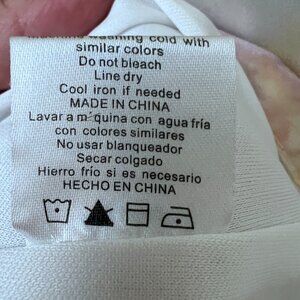 Machine washing cold with
similar colors
Do not bleach
Line dry
Cool iron if needed
MADE IN CHINA
Lavar a m´quina con agua fría
con colores similares
No usar blanqueador
Secar colgado
Hierro frío si es necesario
HECHO EN CHINA